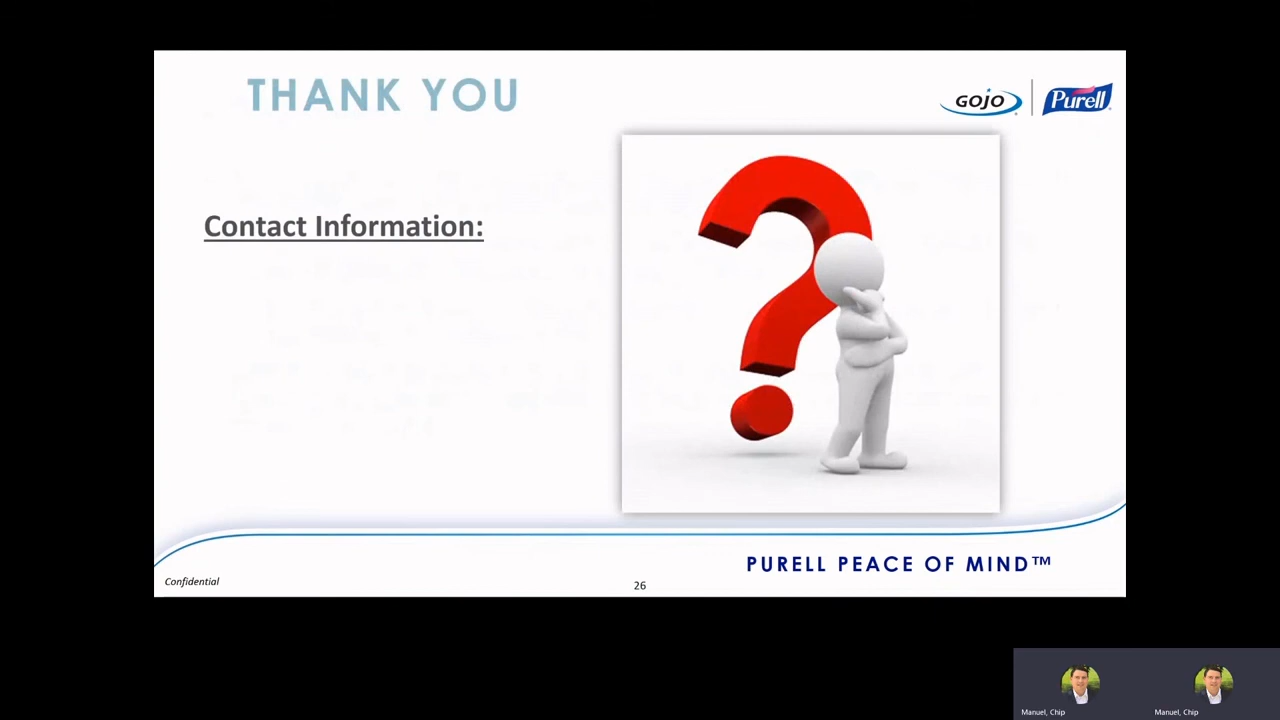 THANK YOU
GOJO
Purell
Contact Information:
PURELL PEACE OF MIND™
Confidential
26
Manuel, Chip
Manuel, Chip